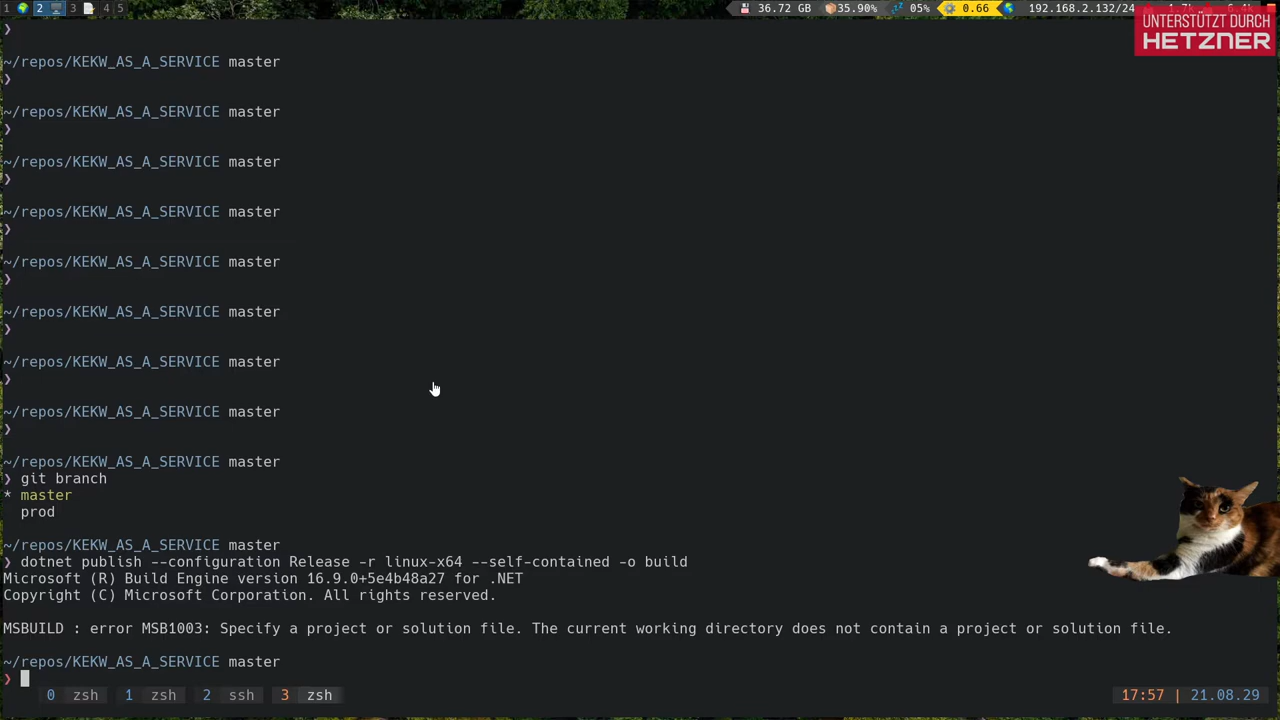 1 2 3 4 5 36.72 GB 35.90% 05% 0.66 192.168.2.132/24 1.7k 6.4k
UNTERSTÜTZT DURCH
HETZNER
❯
~/repos/KEKW_AS_A_SERVICE master
❯
~/repos/KEKW_AS_A_SERVICE master
❯
~/repos/KEKW_AS_A_SERVICE master
❯
~/repos/KEKW_AS_A_SERVICE master
❯
~/repos/KEKW_AS_A_SERVICE master
❯
~/repos/KEKW_AS_A_SERVICE master
❯
~/repos/KEKW_AS_A_SERVICE master
❯
~/repos/KEKW_AS_A_SERVICE master
❯
~/repos/KEKW_AS_A_SERVICE master
❯ git branch
* master
prod
~/repos/KEKW_AS_A_SERVICE master
❯ dotnet publish --configuration Release -r linux-x64 --self-contained -o build
Microsoft (R) Build Engine version 16.9.0+5e4b48a27 for .NET
Copyright (C) Microsoft Corporation. All rights reserved.
MSBUILD : error MSB1003: Specify a project or solution file. The current working directory does not contain a project or solution file.
~/repos/KEKW_AS_A_SERVICE master
❯
0 zsh 1 zsh 2 ssh 3 zsh 17:57 | 21.08.29